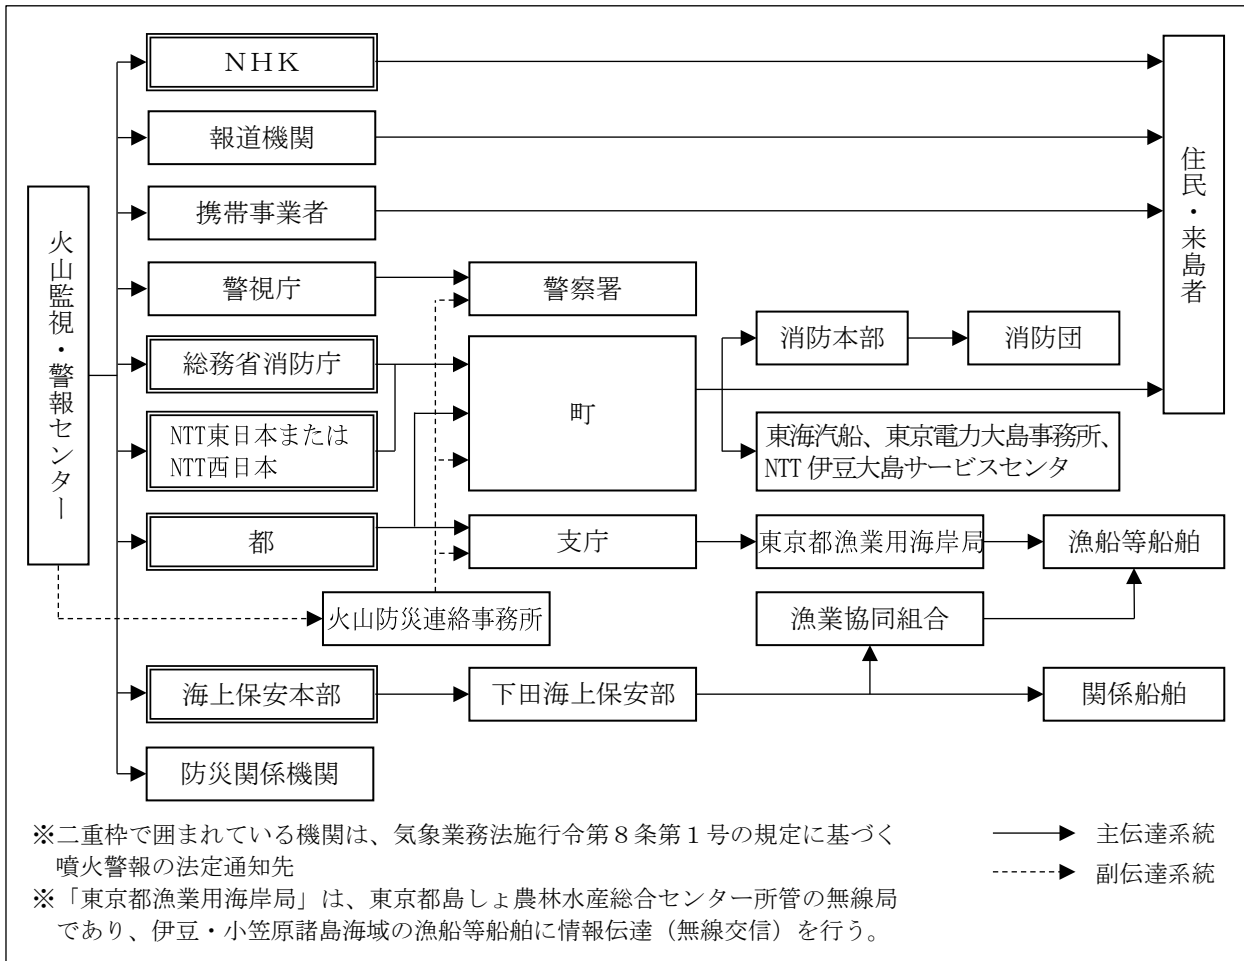 NHK
報道機関
携帯事業者
警視庁
警察署
総務省消防庁
NTT東日本または
NTT西日本
都
火山監視・警報センター
町
消防本部
消防団
東海汽船、東京電力大島事務所、
NTT伊豆大島サービスセンタ
住民・来島者
支庁
東京都漁業用海岸局
漁船等船舶
火山防災連絡事務所
漁業協同組合
海上保安本部
下田海上保安部
関係船舶
防災関係機関
※二重枠で囲まれている機関は、気象業務法施行令第8条第1号の規定に基づく
噴火警報の法定通知先
※「東京都漁業用海岸局」は、東京都島しょ農林水産総合センター所管の無線局
であり、伊豆・小笠原諸島海域の漁船等船舶に情報伝達（無線交信）を行う。
主伝達系統
副伝達系統